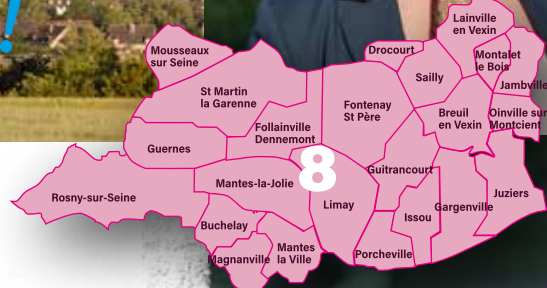 !
Lainville
en Vexin
Mousseaux
sur Seine
Drocourt
Montalet
le Bois
Sailly
Jambville
St Martin
la Garenne
Fontenay
St Père
Breuil
en Vexin
Oinville sur
Montcient
Follainville
Dennemont
Guernes
8
Guitrancourt
Mantes-la-Jolie
Rosny-sur-Seine
Limay
Issou
Gargenville
Juziers
Buchelay
Magnanville
Mantes
la Ville
Porcheville